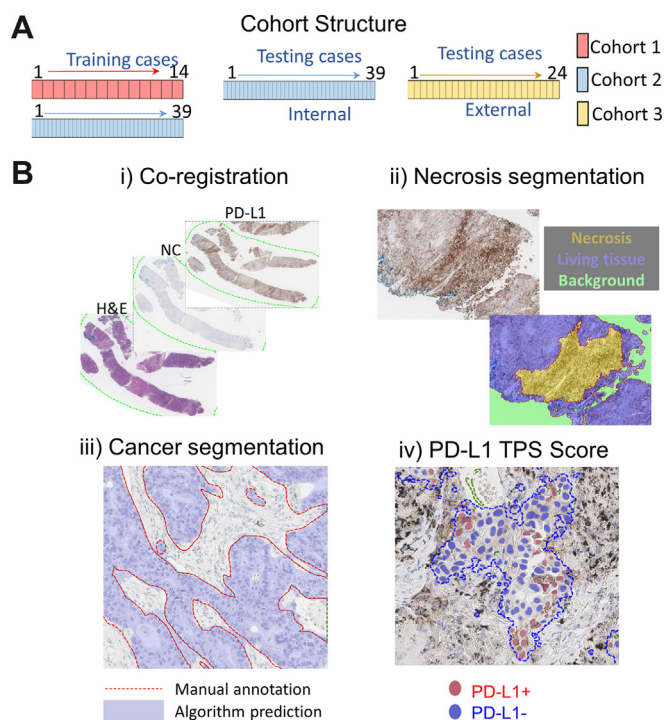 A
Cohort Structure
Training cases
1 14
1 39
Testing cases
1 39
Internal
Testing cases
1 24
External
Cohort 1
Cohort 2
Cohort 3
B
i) Co-registration
PD-L1
NC
H&E
ii) Necrosis segmentation
Necrosis
Living tissue
Background
iii) Cancer segmentation
Manual annotation
Algorithm prediction
iv) PD-L1 TPS Score
PD-L1+
PD-L1-